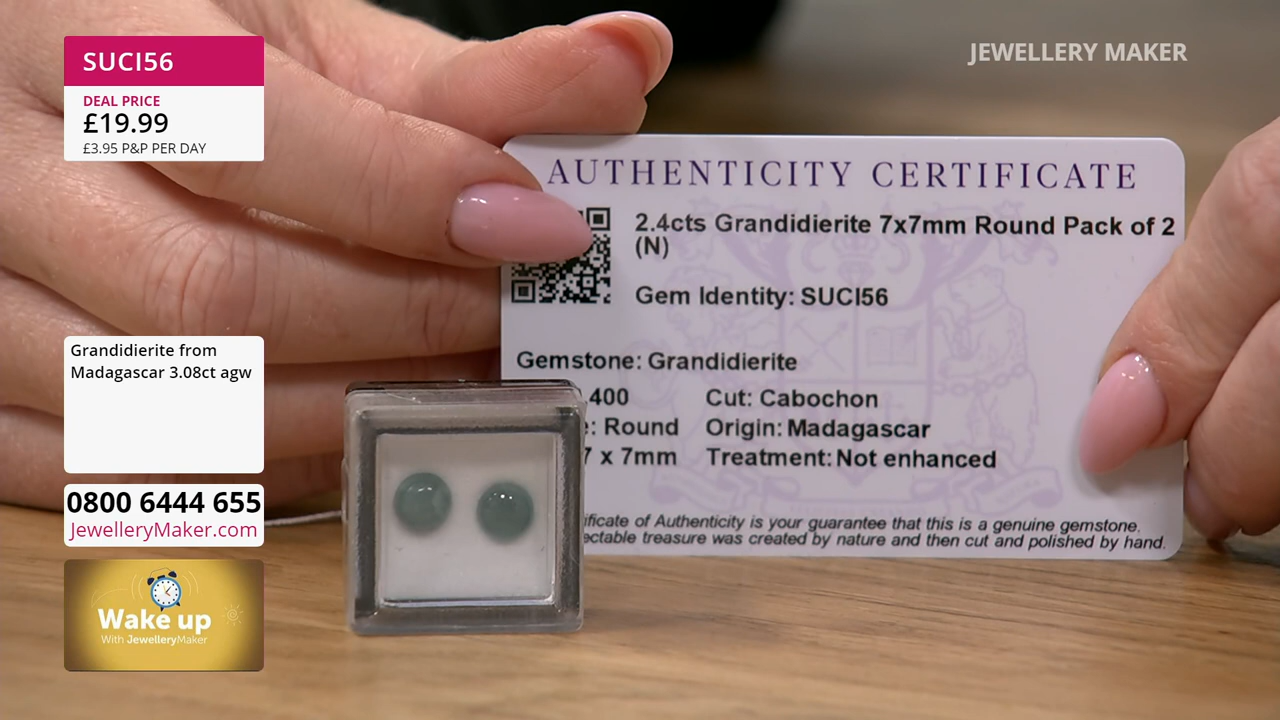 SUCI56
DEAL PRICE
£19.99
£3.95 P&P PER DAY
JEWELLERY MAKER
AUTHENTICITY CERTIFICATE
2.4cts Grandidierite 7x7mm Round Pack of 2
(N)
Gem Identity: SUCI56
Gemstone: Grandidierite
.400 Cut: Cabochon
: Round Origin: Madagascar
7 x 7mm Treatment: Not enhanced
of Authenticity is your guarantee that this is a genuine gemstone.
treasure was created by nature and then cut and polished by hand.
Grandidierite from
Madagascar 3.08ct agw
0800 6444 655
JewelleryMaker.com
Wake up
With JewelleryMaker